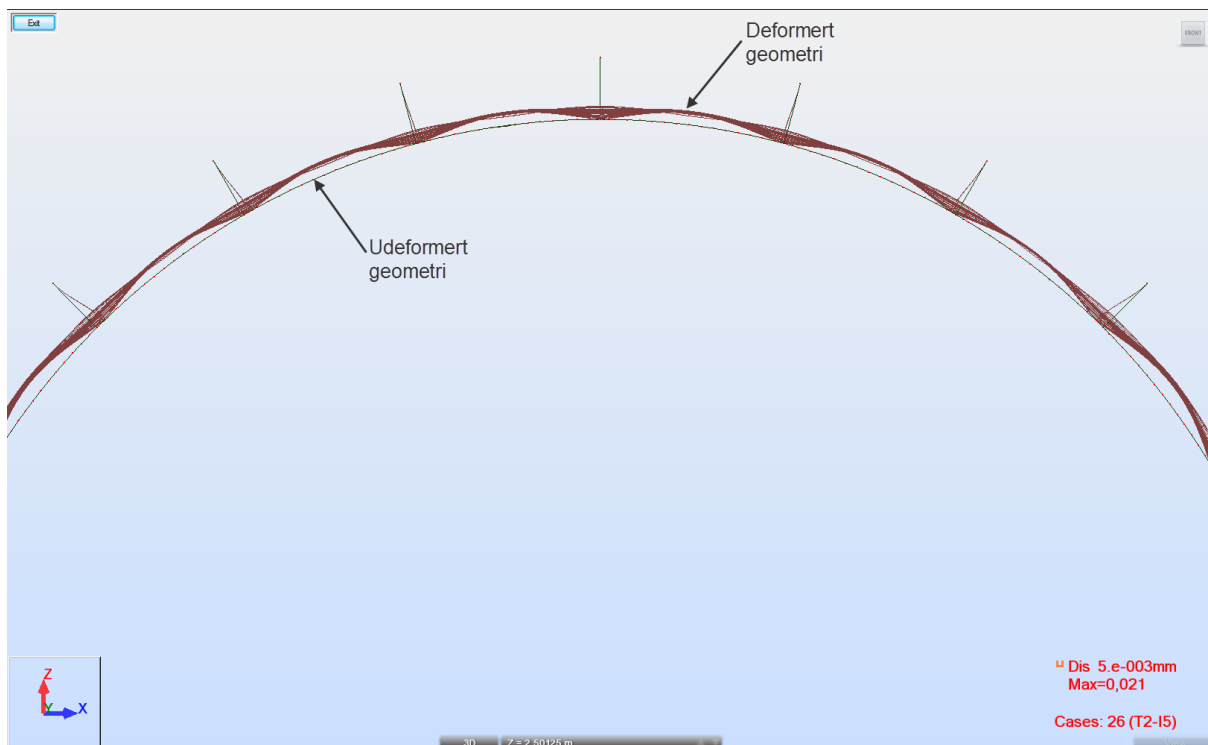 Exit
Deformert
geometri
FRONT
Udeformert
geometri
Z
Y
X
Dis 5.e-003mm
Max=0,021
Cases: 26 (T2-I5)
3D
Z = 2,50125 m